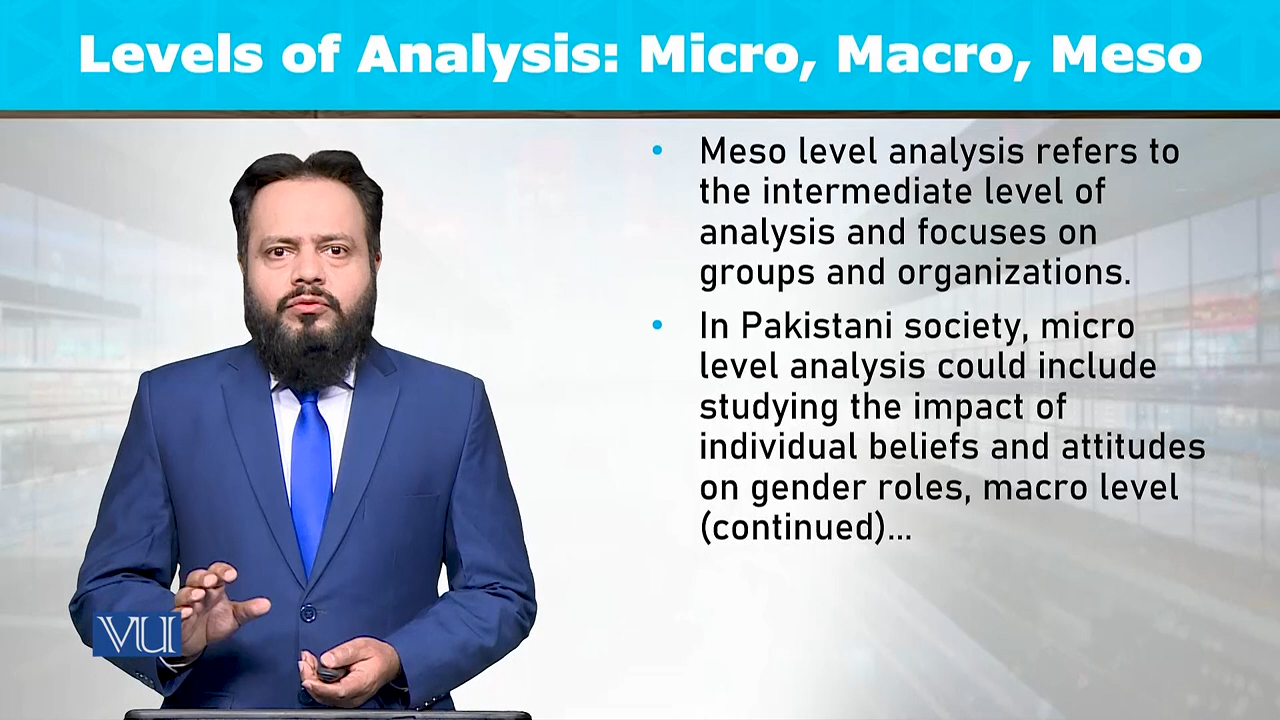 Levels of Analysis: Micro, Macro, Meso
• Meso level analysis refers to
the intermediate level of
analysis and focuses on
groups and organizations.
• In Pakistani society, micro
level analysis could include
studying the impact of
individual beliefs and attitudes
on gender roles, macro level
(continued)...
VU